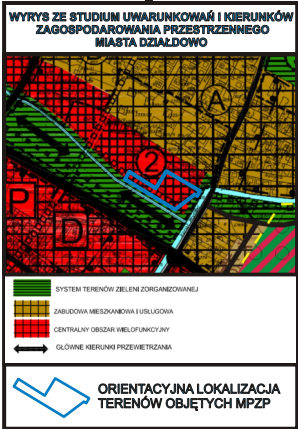 WYRYS ZE STUDIUM UWARUNKOWAŃ I KIERUNKÓW
ZAGOSPODAROWANIA PRZESTRZENNEGO
MIASTA DZIAŁDOWO
A
2
P
D
SYSTEM TERENÓW ZIELENI ZORGANIZOWANEJ
ZABUDOWA MIESZKANIOWA I USŁUGOWA
CENTRALNY OBSZAR WIELOFUNKCYJNY
GŁÓWNE KIERUNKI PRZEWIETRZANIA
ORIENTACYJNA LOKALIZACJA
TERENÓW OBJĘTYCH MPZP